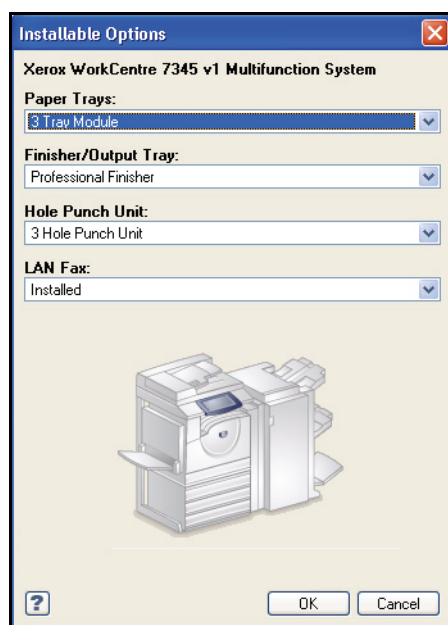 Installable Options
Xerox WorkCentre 7345 v1 Multifunction System
Paper Trays:
3 Tray Module
Finisher/Output Tray:
Professional Finisher
Hole Punch Unit:
3 Hole Punch Unit
LAN Fax:
Installed
?
OK Cancel